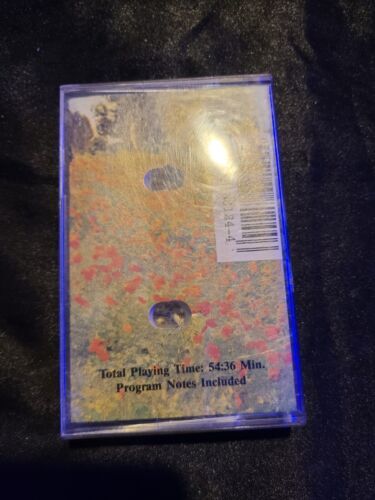 Total Playing Time: 54:36 Min.
Program Notes Included